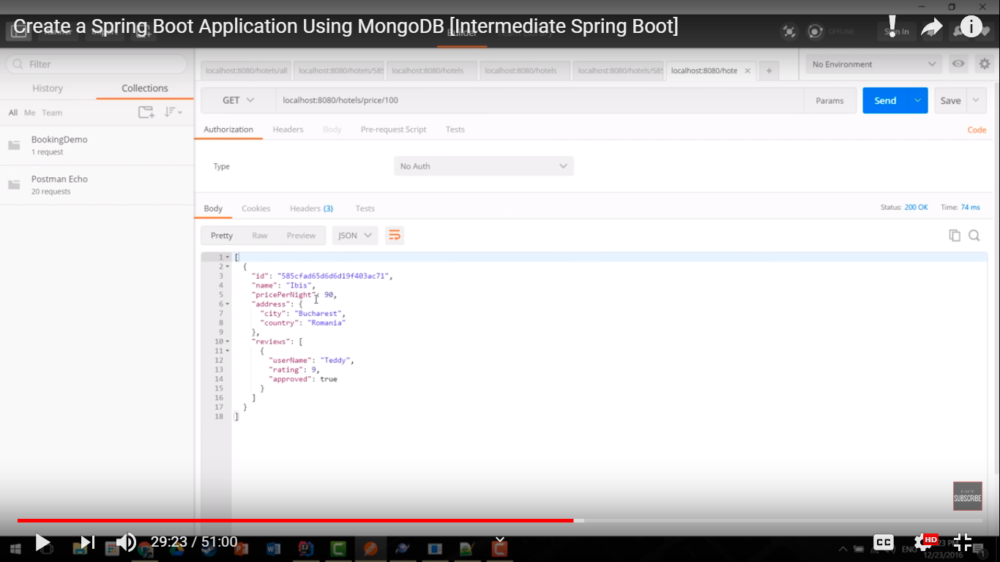 Create a Spring Boot Application Using MongoDB [Intermediate Spring Boot]
Runner Import Builder Team Library OFFLINE Sign In
Filter
History Collections
All Me Team
BookingDemo
1 request
Postman Echo
20 requests
localhost:8080/hotels/all localhost:8080/hotels/585 localhost:8080/hotels localhost:8080/hotels localhost:8080/hotels/585 localhost:8080/hote
No Environment
GET localhost:8080/hotels/price/100 Params Send Save
Authorization Headers Body Pre-request Script Tests Code
Type No Auth
Body Cookies Headers (3) Tests Status: 200 OK Time: 74 ms
Pretty Raw Preview JSON
1 [
2 {
3 "id": "585cfad65d6d6d19f403ac71",
4 "name": "Ibis",
5 "pricePerNight": 90,
6 "address": {
7 "city": "Bucharest",
8 "country": "Romania"
9 },
10 "reviews": [
11 {
12 "userName": "Teddy",
13 "rating": 9,
14 "approved": true
15 }
16 ]
17 }
18 ]
SUBSCRIBE
29:23 / 51:00
CC HD
ENG
12/23/2016